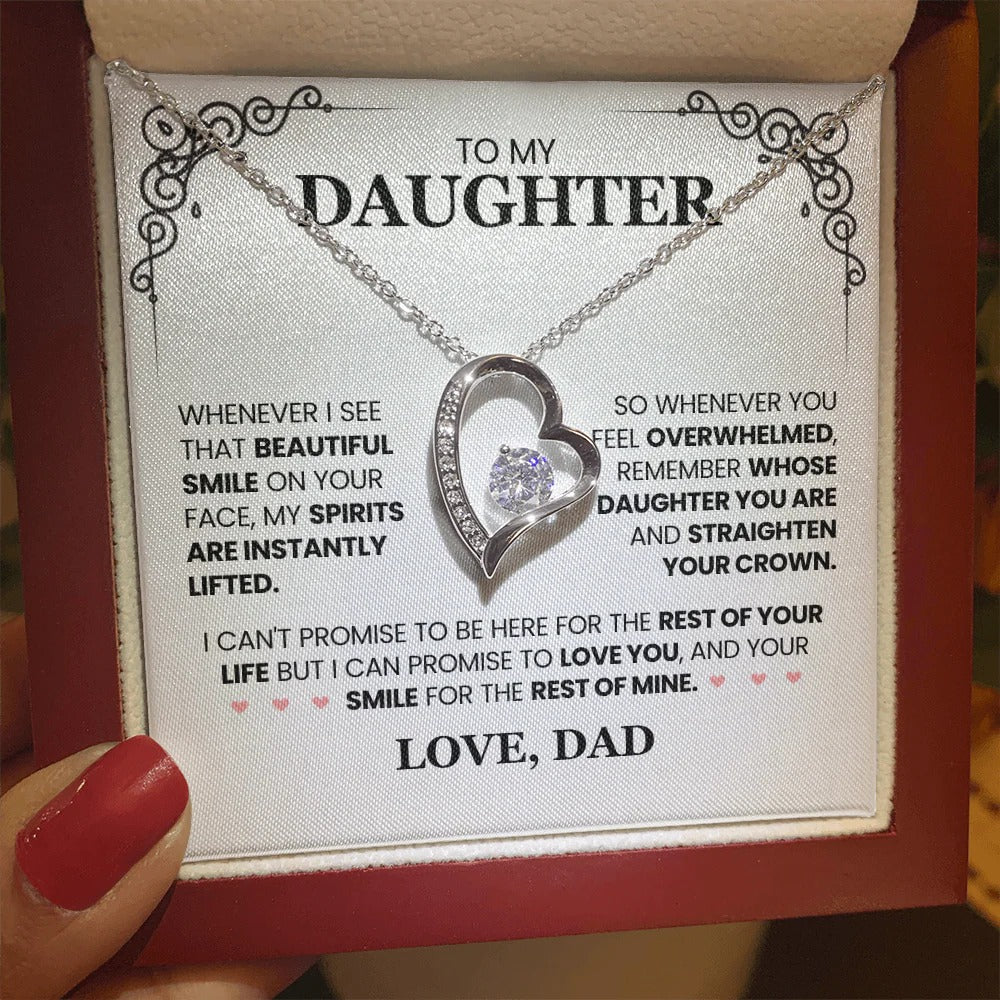 TO MY
DAUGHTER
WHENEVER I SEE
THAT BEAUTIFUL
SMILE ON YOUR
FACE, MY SPIRITS
ARE INSTANTLY
LIFTED.
SO WHENEVER YOU
FEEL OVERWHELMED,
REMEMBER WHOSE
DAUGHTER YOU ARE
AND STRAIGHTEN
YOUR CROWN.
I CAN'T PROMISE TO BE HERE FOR THE REST OF YOUR
LIFE BUT I CAN PROMISE TO LOVE YOU, AND YOUR
SMILE FOR THE REST OF MINE.
LOVE, DAD